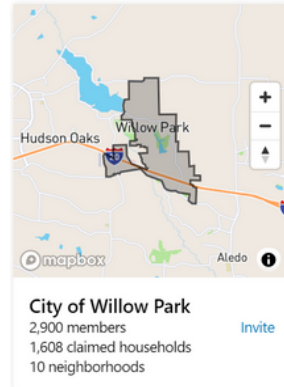 Willow Park
Hudson Oaks
Aledo
mapbox
City of Willow Park
2,900 members
Invite
1,608 claimed households
10 neighborhoods